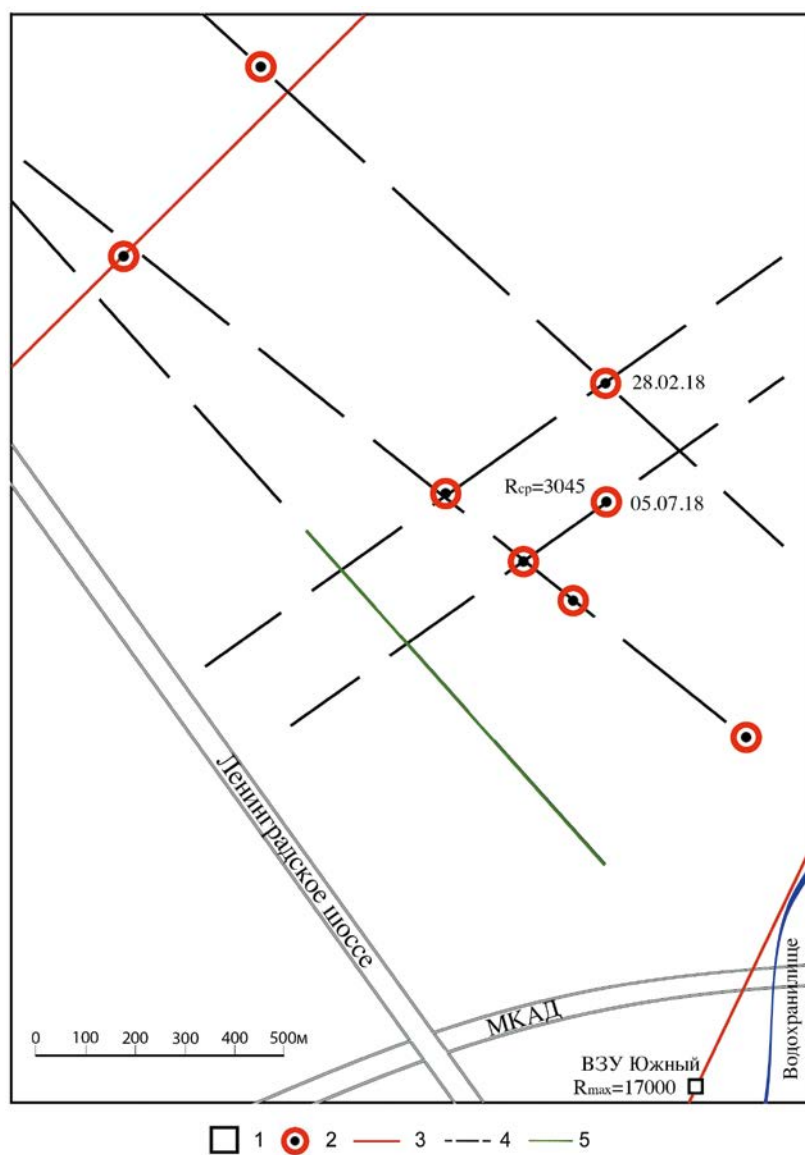 28.02.18
Rср=3045
05.07.18
Ленинградское шоссе
МКАД
Водохранилище
0 100 200 300 400 500м
ВЗУ Южный
Rmax=17000
1 2 3 4 5